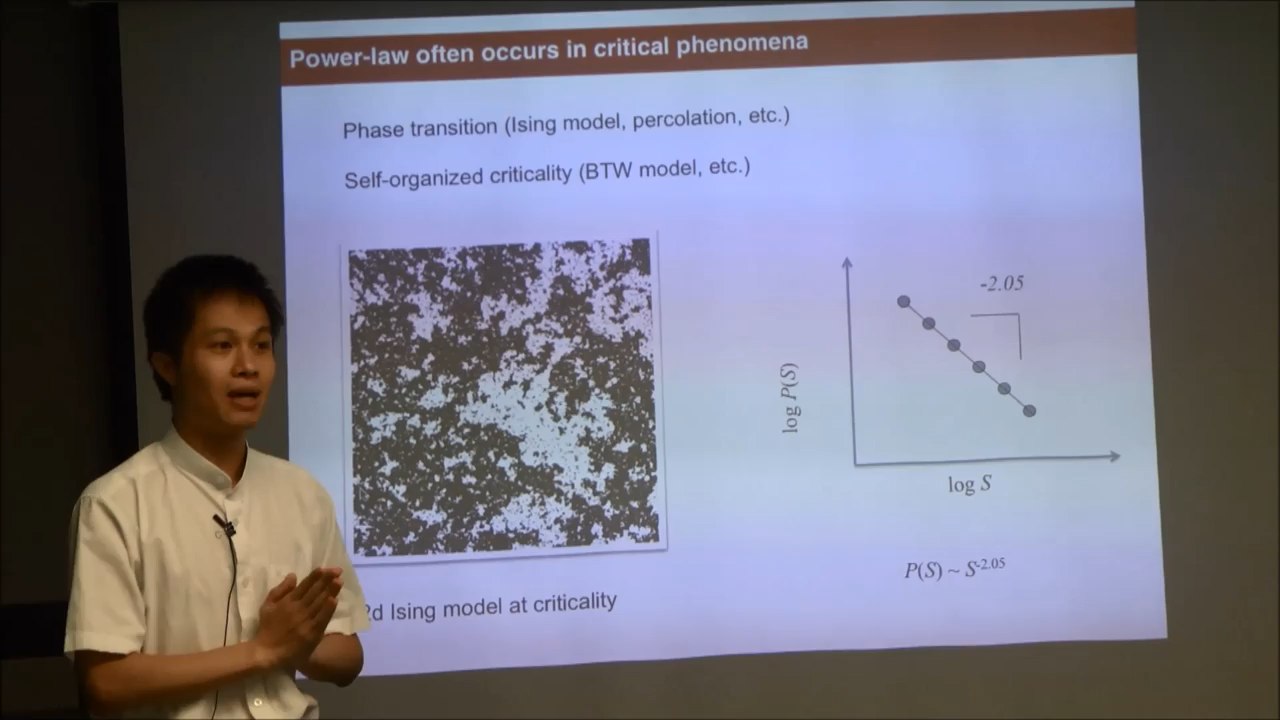 Power-law often occurs in critical phenomena
Phase transition (Ising model, percolation, etc.)
Self-organized criticality (BTW model, etc.)
-2.05
log P(S)
log S
P(S) ~ S-2.05
2d Ising model at criticality